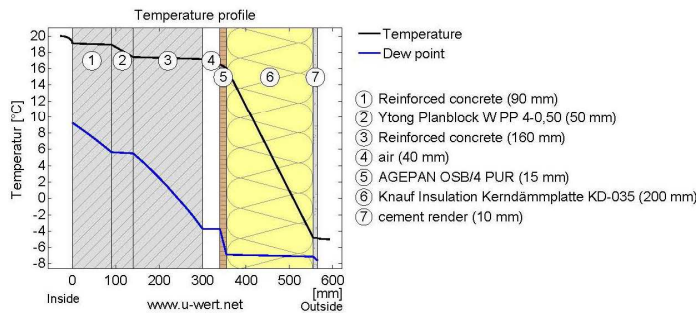 Temperature profile
Temperatur [°C]
20
18
16
14
12
10
8
6
4
2
0
-2
-4
-6
-8
1
2
3
4
5
6
7
0
100
200
300
400
500
600
[mm]
Inside
www.u-wert.net
Outside
Temperature
Dew point
1 Reinforced concrete (90 mm)
2 Ytong Planblock W PP 4-0,50 (50 mm)
3 Reinforced concrete (160 mm)
4 air (40 mm)
5 AGEPAN OSB/4 PUR (15 mm)
6 Knauf Insulation Kerndämmplatte KD-035 (200 mm)
7 cement render (10 mm)